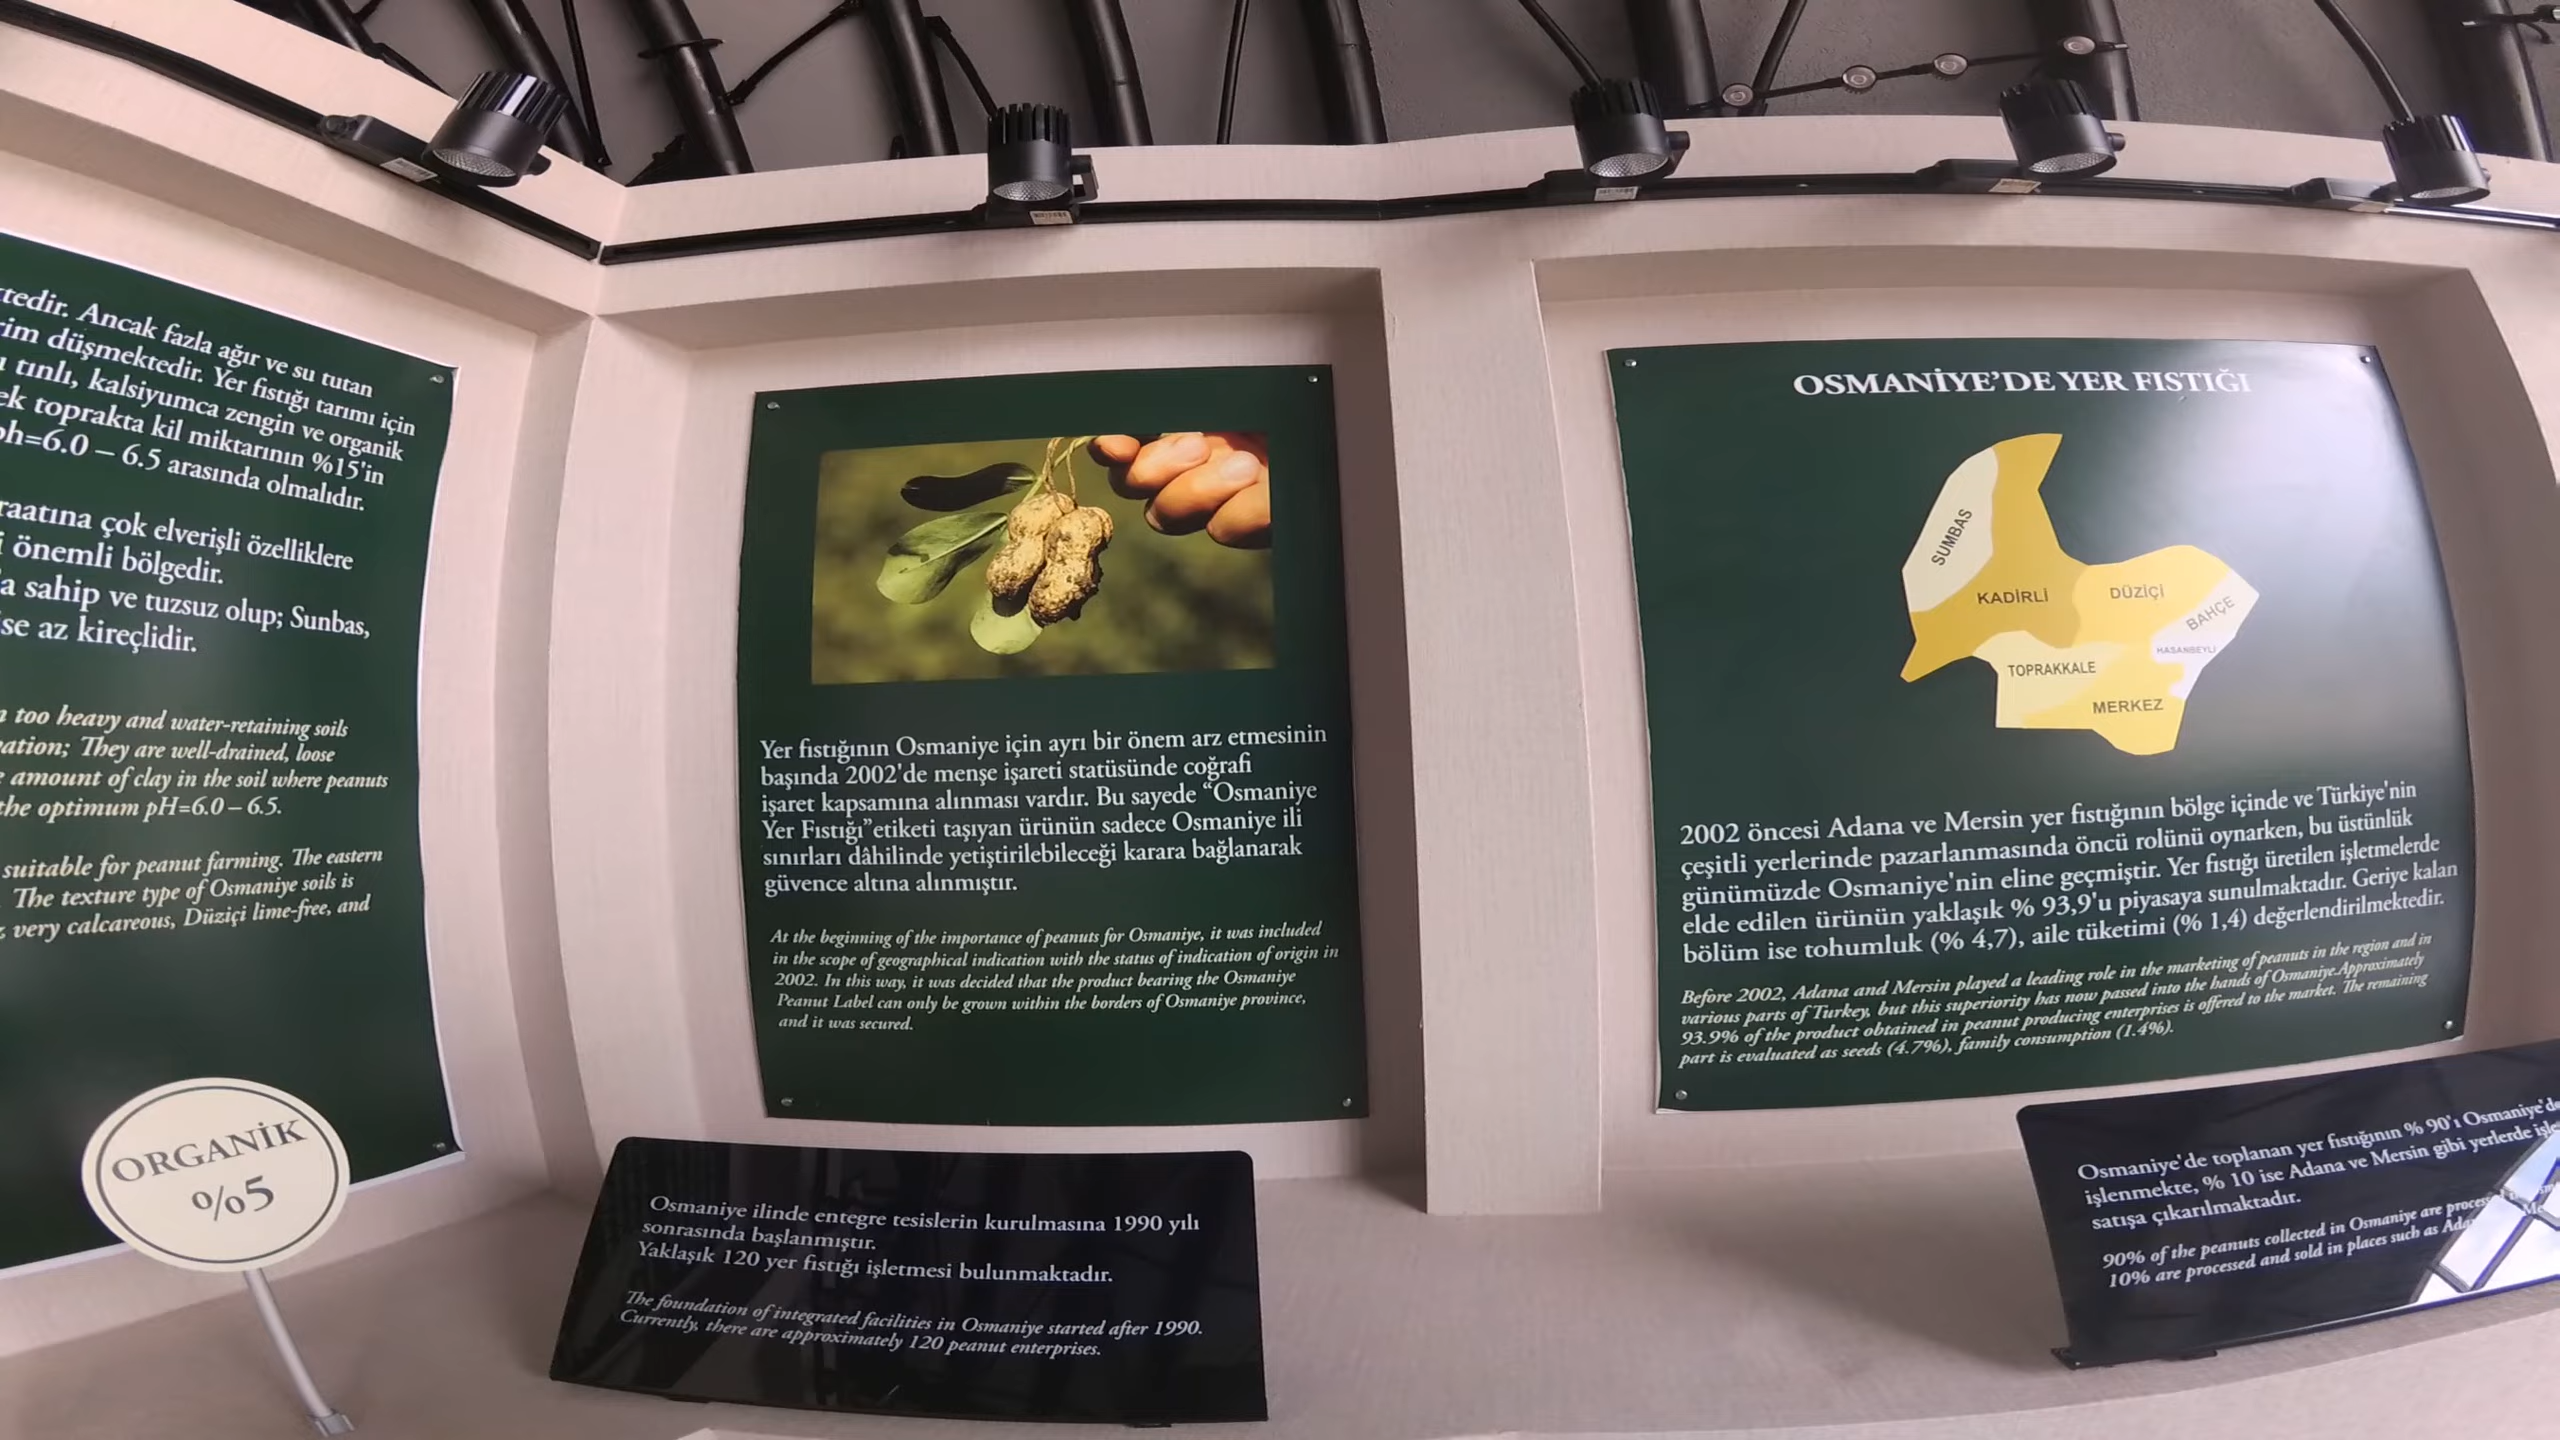 tedir. Ancak fazla ağır ve su tutan
rim düşmektedir. Yer fıstığı tarımı için
tınlı, kalsiyumca zengin ve organik
ek toprakta kil miktarının %15'in
ph=6.0 – 6.5 arasında olmalıdır.
raatına çok elverişli özelliklere
i önemli bölgedir.
a sahip ve tuzsuz olup; Sunbas,
se az kireçlidir.
too heavy and water-retaining soils
ation; They are well-drained, loose
amount of clay in the soil where peanuts
the optimum pH=6.0 – 6.5.
suitable for peanut farming. The eastern
The texture type of Osmaniye soils is
very calcareous, Düziçi lime-free, and
ORGANİK
%5
Yer fıstığının Osmaniye için ayrı bir önem arz etmesinin
başında 2002'de menşe işareti statüsünde coğrafi
işaret kapsamına alınması vardır. Bu sayede “Osmaniye
Yer Fıstığı”etiketi taşıyan ürünün sadece Osmaniye ili
sınırları dâhilinde yetiştirilebileceği karara bağlanarak
güvence altına alınmıştır.
At the beginning of the importance of peanuts for Osmaniye, it was included
in the scope of geographical indication with the status of indication of origin in
2002. In this way, it was decided that the product bearing the Osmaniye
Peanut Label can only be grown within the borders of Osmaniye province,
and it was secured.
Osmaniye ilinde entegre tesislerin kurulmasına 1990 yılı
sonrasında başlanmıştır.
Yaklaşık 120 yer fıstığı işletmesi bulunmaktadır.
The foundation of integrated facilities in Osmaniye started after 1990.
Currently, there are approximately 120 peanut enterprises.
OSMANİYE’DE YER FISTIĞI
SUMBAS
KADİRLİ
DÜZİÇİ
BAHÇE
HASANBEYLİ
TOPRAKKALE
MERKEZ
2002 öncesi Adana ve Mersin yer fıstığının bölge içinde ve Türkiye'nin
çeşitli yerlerinde pazarlanmasında öncü rolünü oynarken, bu üstünlük
günümüzde Osmaniye'nin eline geçmiştir. Yer fıstığı üretilen işletmelerde
elde edilen ürünün yaklaşık % 93,9'u piyasaya sunulmaktadır. Geriye kalan
bölüm ise tohumluk (% 4,7), aile tüketimi (% 1,4) değerlendirilmektedir.
Before 2002, Adana and Mersin played a leading role in the marketing of peanuts in the region and in
various parts of Turkey, but this superiority has now passed into the hands of Osmaniye.Approximately
93.9% of the product obtained in peanut producing enterprises is offered to the market. The remaining
part is evaluated as seeds (4.7%), family consumption (1.4%).
Osmaniye'de toplanan yer fıstığının % 90'ı Osmaniye'de
işlenmekte, % 10 ise Adana ve Mersin gibi yerlerde işle
satışa çıkarılmaktadır.
90% of the peanuts collected in Osmaniye are proces
10% are processed and sold in places such as Ada